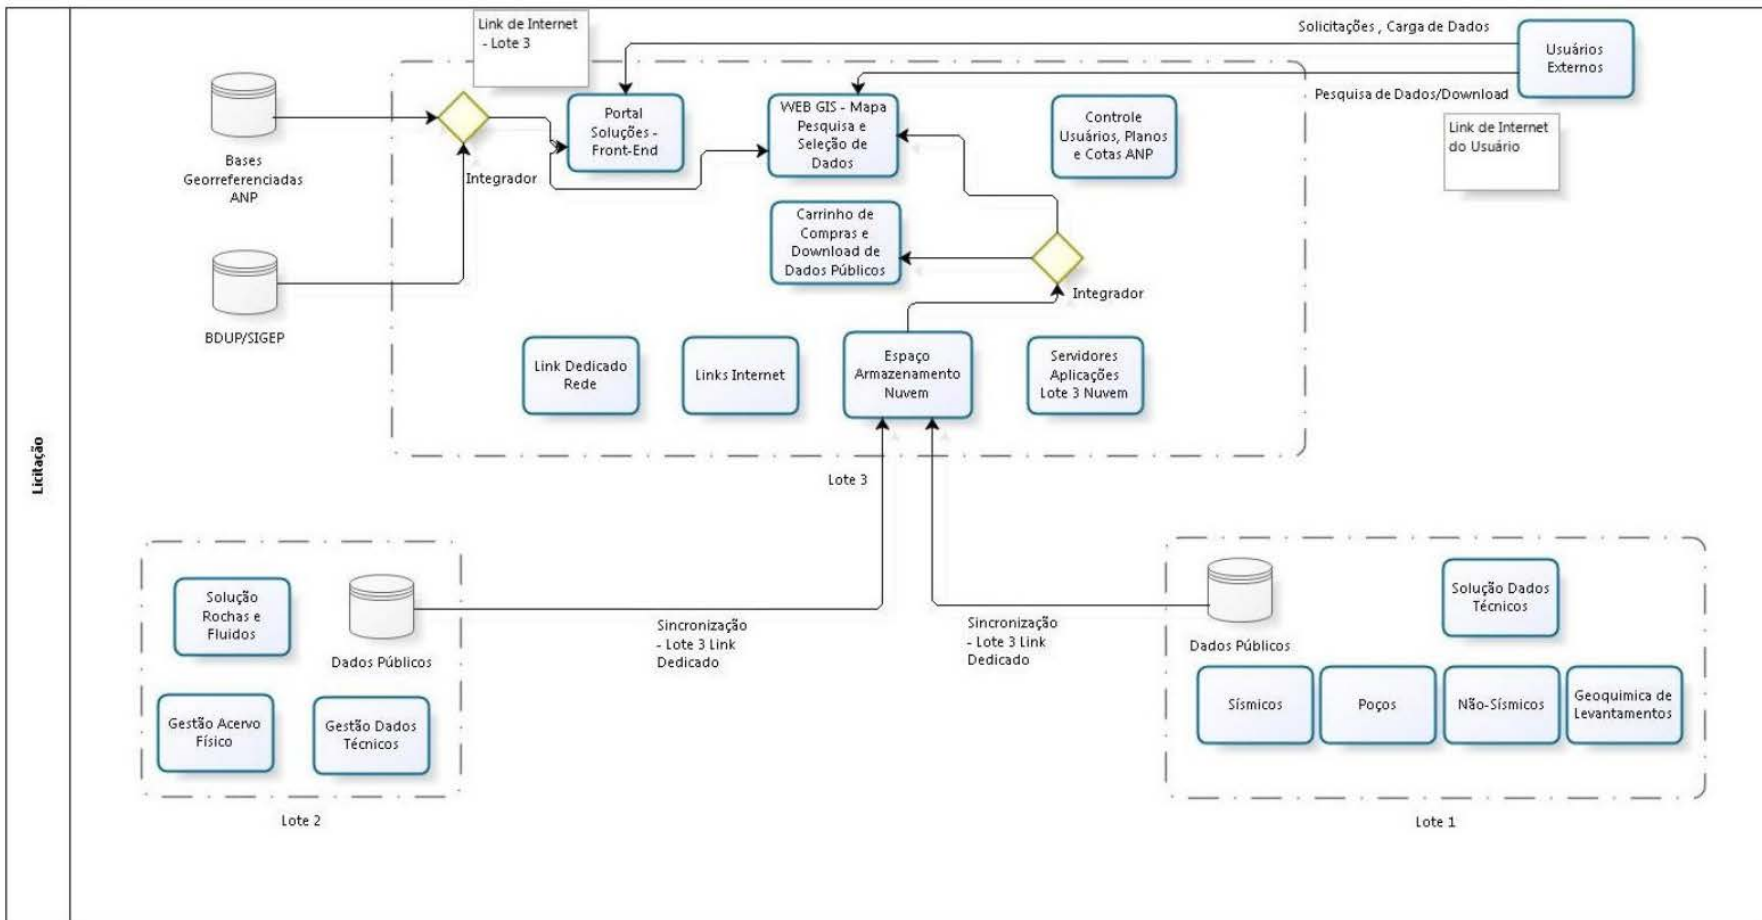 Licitação
Link de Internet
- Lote 3
Solicitações , Carga de Dados
Usuários
Externos
Pesquisa de Dados/Download
Link de Internet
do Usuário
Bases
Georreferenciadas
ANP
Integrador
Portal
Soluções -
Front-End
WEB GIS - Mapa
Pesquisa e
Seleção de
Dados
Controle
Usuários, Planos
e Cotas ANP
Carrinho de
Compras e
Download de
Dados Públicos
Integrador
BDUP/SIGEP
Link Dedicado
Rede
Links Internet
Espaço
Armazenamento
Nuvem
Servidores
Aplicações
Lote 3 Nuvem
Lote 3
Solução
Rochas e
Fluidos
Dados Públicos
Gestão Acervo
Físico
Gestão Dados
Técnicos
Lote 2
Sincronização
- Lote 3 Link
Dedicado
Sincronização
- Lote 3 Link
Dedicado
Dados Públicos
Solução Dados
Técnicos
Sísmicos
Poços
Não-Sísmicos
Geoquimica de
Levantamentos
Lote 1